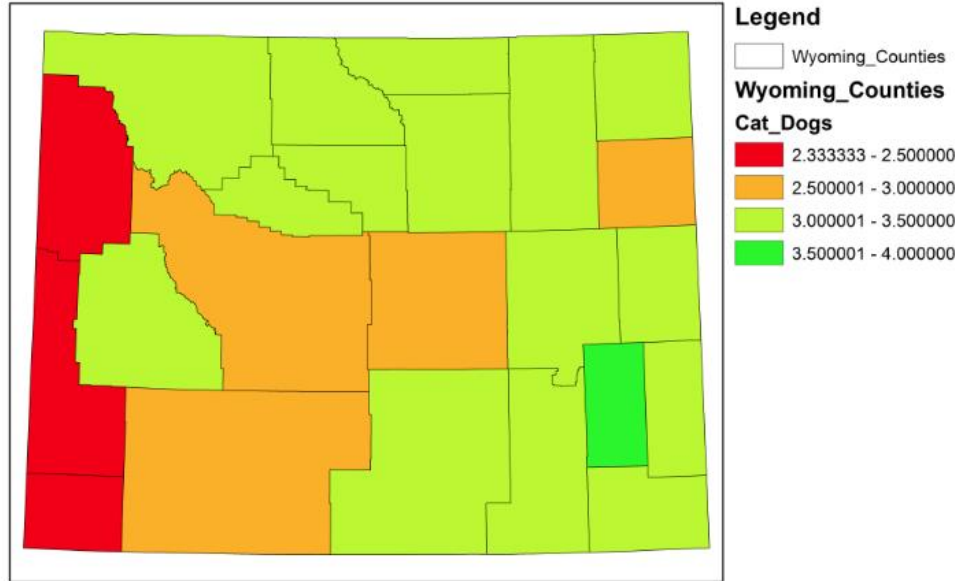 Legend
Wyoming_Counties
Wyoming_Counties
Cat_Dogs
2.333333 - 2.500000
2.500001 - 3.000000
3.000001 - 3.500000
3.500001 - 4.000000